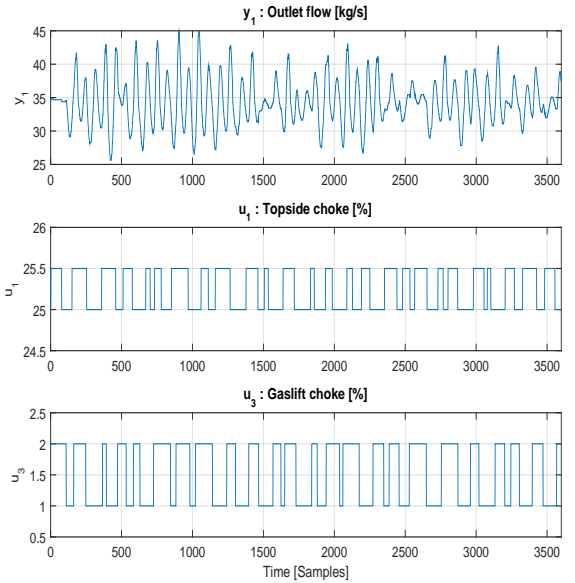 y1 : Outlet flow [kg/s]
45
40
35
30
25
y1
0 500 1000 1500 2000 2500 3000 3500
u1 : Topside choke [%]
26
25.5
25
24.5
u1
0 500 1000 1500 2000 2500 3000 3500
u3 : Gaslift choke [%]
2.5
2
1.5
1
0.5
u3
0 500 1000 1500 2000 2500 3000 3500
Time [Samples]